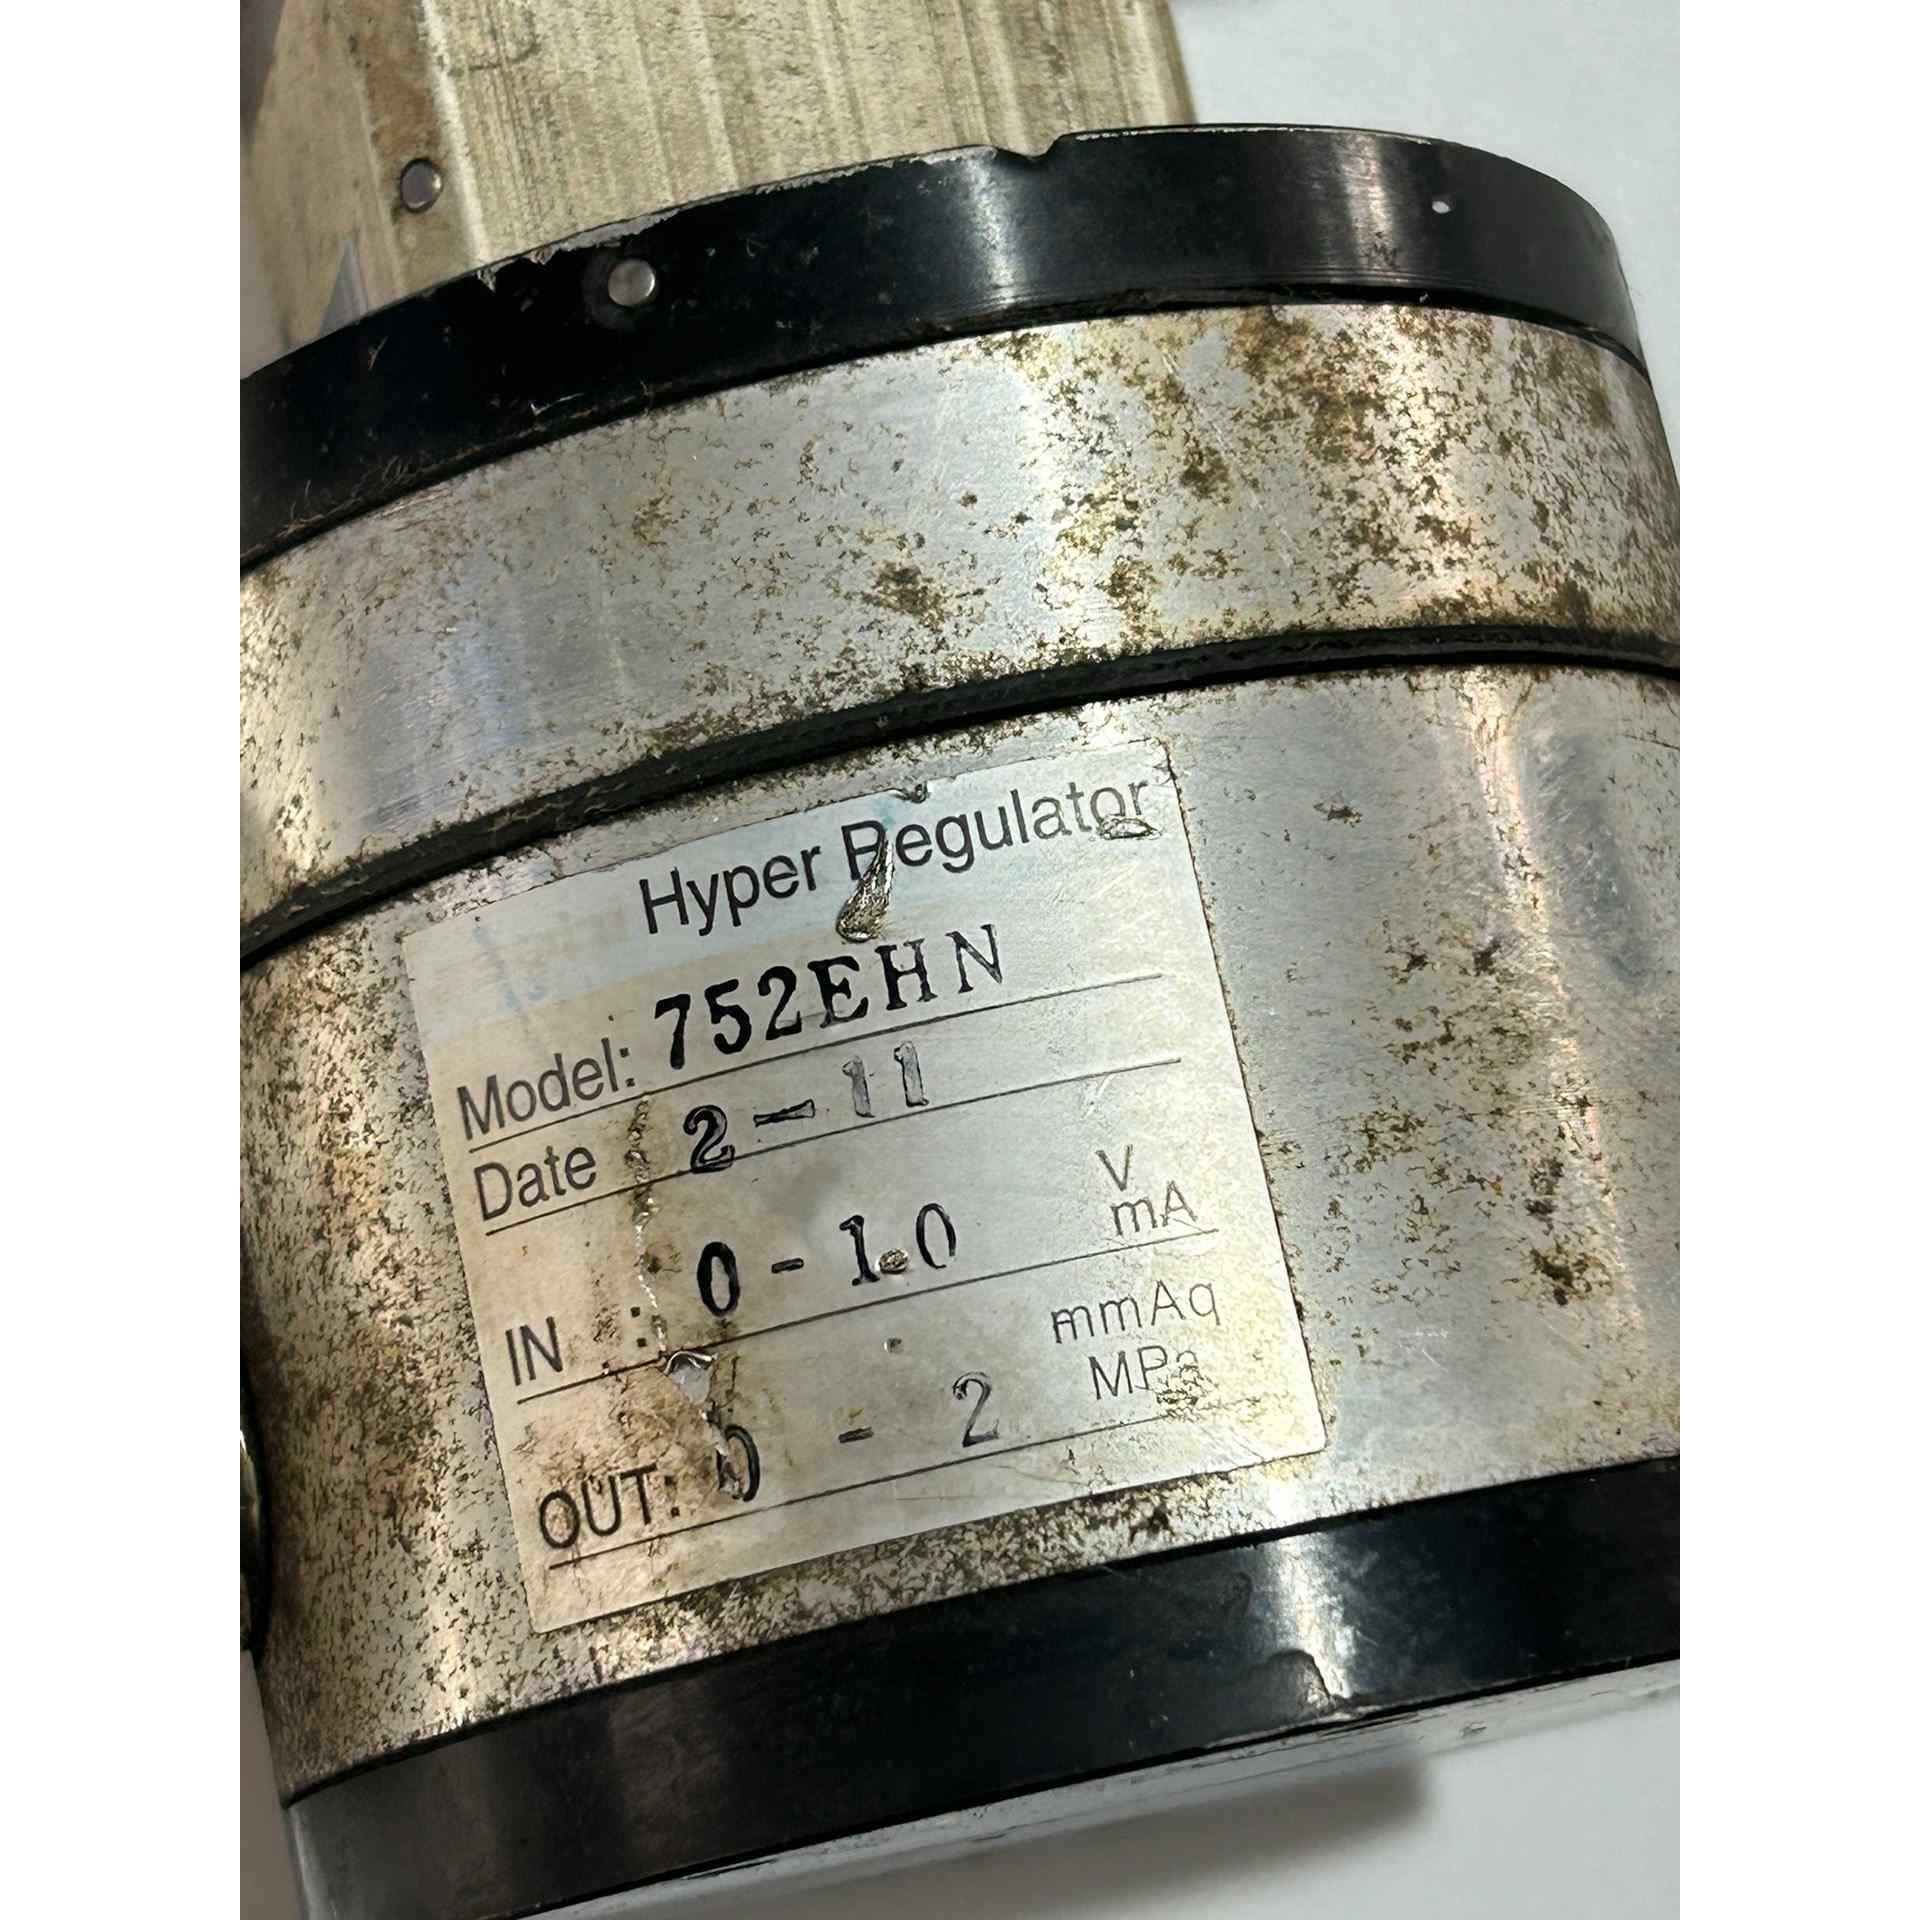 Hyper Regulator
Model: 752EHN
Date : 2-11
V
IN : 0-10 mA
mmAq
OUT: 0 - 2 MPa